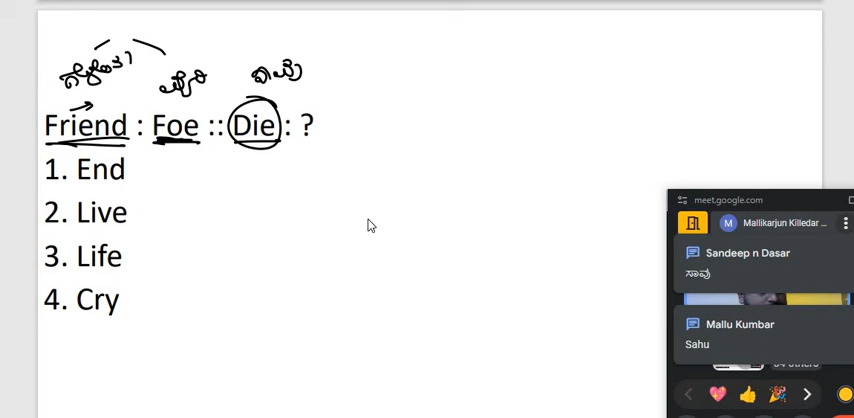 ಸ್ನೇಹಿತ
ವೈರಿ
ಸಾವು
Friend : Foe :: Die : ?
1. End
2. Live
3. Life
4. Cry
meet.google.com
M Mallikarjun Killedar ...
Sandeep n Dasar
ಸಾವು
Mallu Kumbar
Sahu